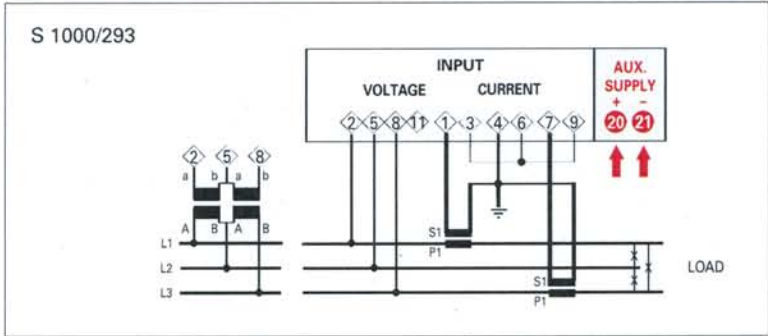 S 1000/293
INPUT
VOLTAGE CURRENT
AUX.
SUPPLY
+ -
2 5 8 11 1 3 4 6 7 9 20 21
2 5 8
a b a b
A B A B
S1
L1 P1
L2 LOAD
S1
L3 P1